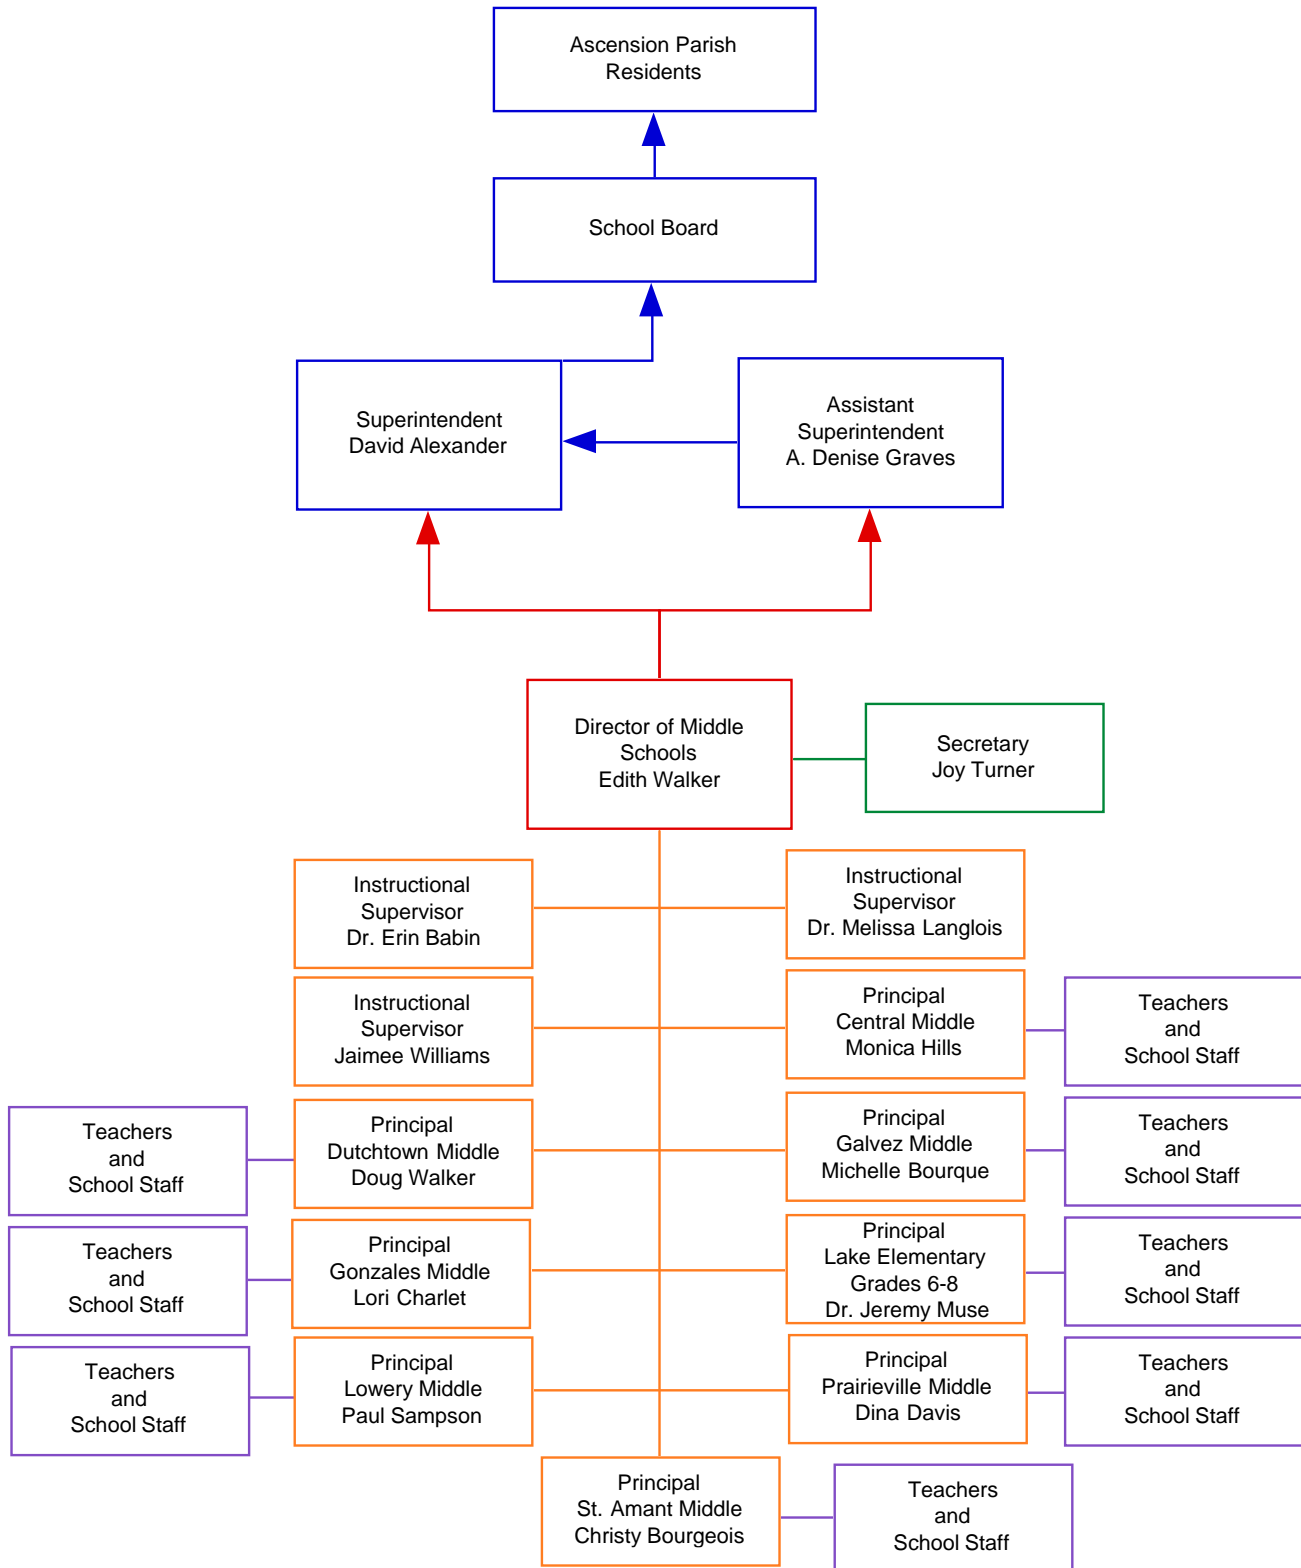 Ascension Parish
Residents
School Board
Superintendent
David Alexander
Assistant
Superintendent
A. Denise Graves
Director of Middle
Schools
Edith Walker
Secretary
Joy Turner
Instructional
Supervisor
Dr. Erin Babin
Instructional
Supervisor
Dr. Melissa Langlois
Instructional
Supervisor
Jaimee Williams
Principal
Central Middle
Monica Hills
Teachers
and
School Staff
Teachers
and
School Staff
Principal
Dutchtown Middle
Doug Walker
Principal
Galvez Middle
Michelle Bourque
Teachers
and
School Staff
Teachers
and
School Staff
Principal
Gonzales Middle
Lori Charlet
Principal
Lake Elementary
Grades 6-8
Dr. Jeremy Muse
Teachers
and
School Staff
Teachers
and
School Staff
Principal
Lowery Middle
Paul Sampson
Principal
Prairieville Middle
Dina Davis
Teachers
and
School Staff
Principal
St. Amant Middle
Christy Bourgeois
Teachers
and
School Staff